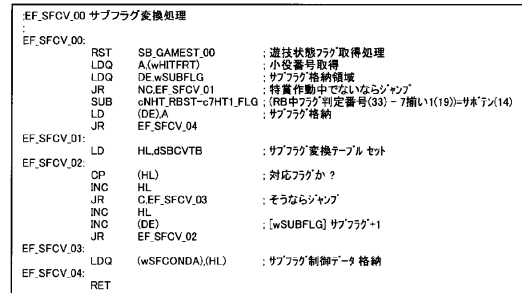 ;EF_SFCV_00 サブフラグ変換処理
;
EF_SFCV_00:
RST SB_GAMEST_00 ; 遊技状態フラグ取得処理
LDQ A,(wHITFRT) ; 小役番号取得
LDQ DE,wSUBFLG ; サブフラグ格納領域
JR NC,EF_SFCV_01 ; 特賞作動中でないならジャンプ
SUB cNHT_RBST-c7HT1_FLG ; (RB中フラグ判定番号(33) - 7揃い1(19))=サボテン(14)
LD (DE),A ; サブフラグ格納
JR EF_SFCV_04
EF_SFCV_01:
LD HL,dSBCVTB ; サブフラグ変換テーブル セット
EF_SFCV_02:
CP (HL) ; 対応フラグか ?
INC HL
JR C,EF_SFCV_03 ; そうならジャンプ
INC HL
INC (DE) ; [wSUBFLG] サブフラグ+1
JR EF_SFCV_02
EF_SFCV_03:
LDQ (wSFCONDA),(HL) ; サブフラグ制御データ 格納
EF_SFCV_04:
RET